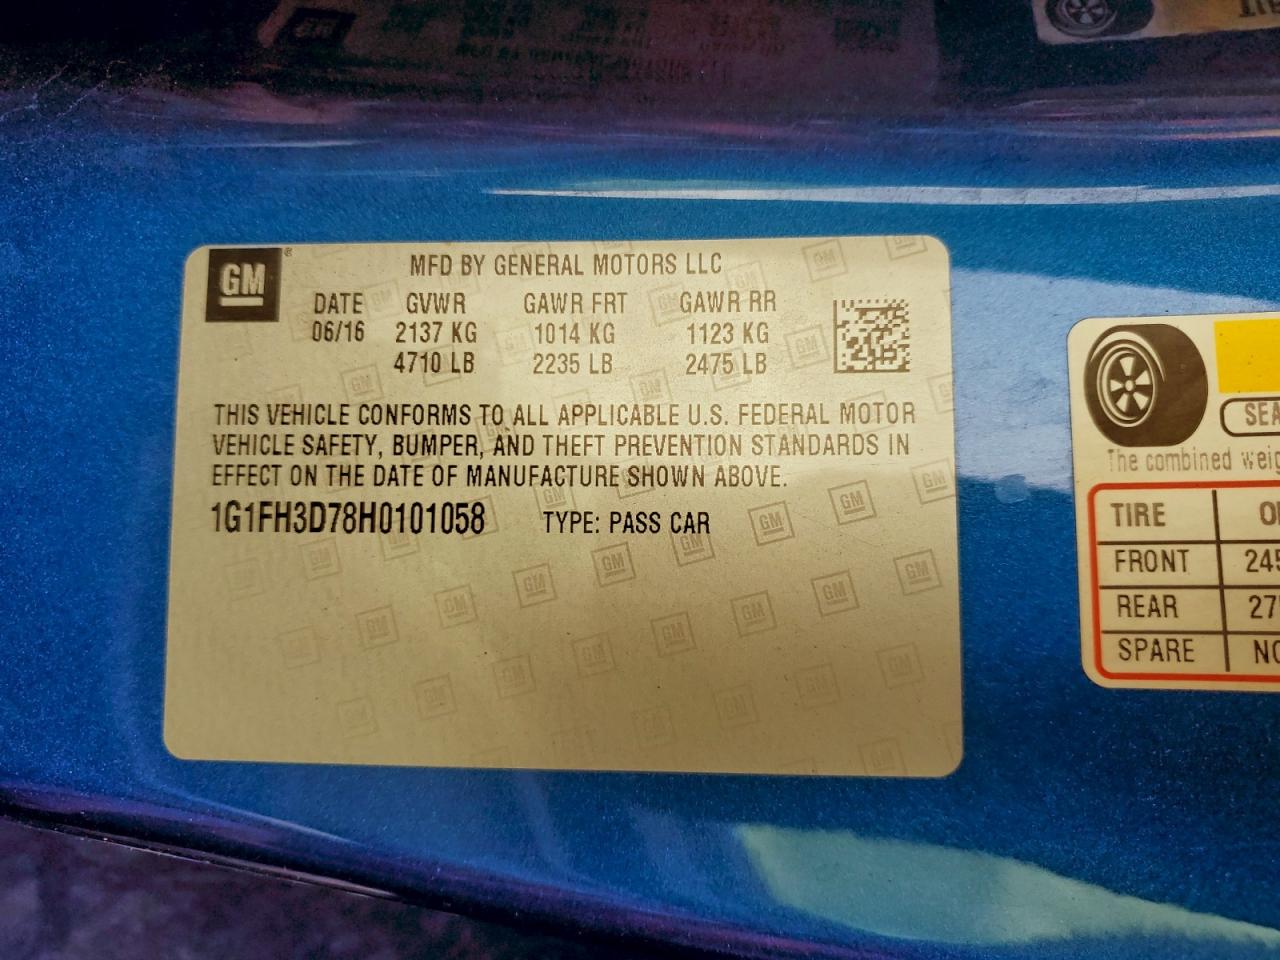 GM
MFD BY GENERAL MOTORS LLC
DATE GVWR GAWR FRT GAWR RR
06/16 2137 KG 1014 KG 1123 KG
4710 LB 2235 LB 2475 LB
THIS VEHICLE CONFORMS TO ALL APPLICABLE U.S. FEDERAL MOTOR
VEHICLE SAFETY, BUMPER, AND THEFT PREVENTION STANDARDS IN
EFFECT ON THE DATE OF MANUFACTURE SHOWN ABOVE.
1G1FH3D78H0101058 TYPE: PASS CAR
The combined
TIRE
FRONT 245
REAR 27
SPARE